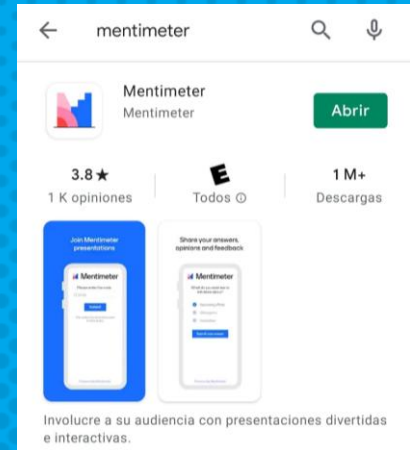 mentimeter
Mentimeter
Mentimeter
Abrir
3.8★
1 K opiniones
E
Todos
1 M+
Descargas
Join Mentimeter
presentations
Mentimeter
Share your answers,
opinions and feedback
Mentimeter
Involucre a su audiencia con presentaciones divertidas
e interactivas.